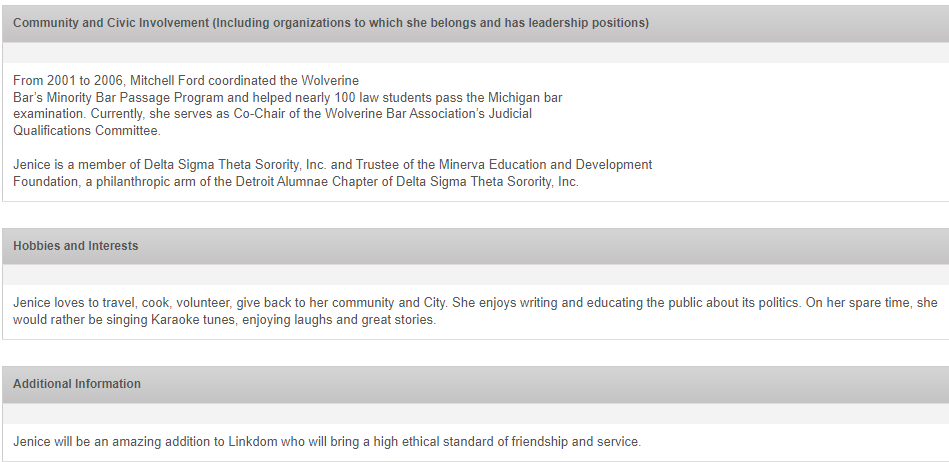 Community and Civic Involvement (Including organizations to which she belongs and has leadership positions)
From 2001 to 2006, Mitchell Ford coordinated the Wolverine
Bar's Minority Bar Passage Program and helped nearly 100 law students pass the Michigan bar
examination. Currently, she serves as Co-Chair of the Wolverine Bar Association's Judicial
Qualifications Committee.
Jenice is a member of Delta Sigma Theta Sorority, Inc. and Trustee of the Minerva Education and Development
Foundation, a philanthropic arm of the Detroit Alumnae Chapter of Delta Sigma Theta Sorority, Inc.
Hobbies and Interests
Jenice loves to travel, cook, volunteer, give back to her community and City. She enjoys writing and educating the public about its politics. On her spare time, she
would rather be singing Karaoke tunes, enjoying laughs and great stories.
Additional Information
Jenice will be an amazing addition to Linkdom who will bring a high ethical standard of friendship and service.